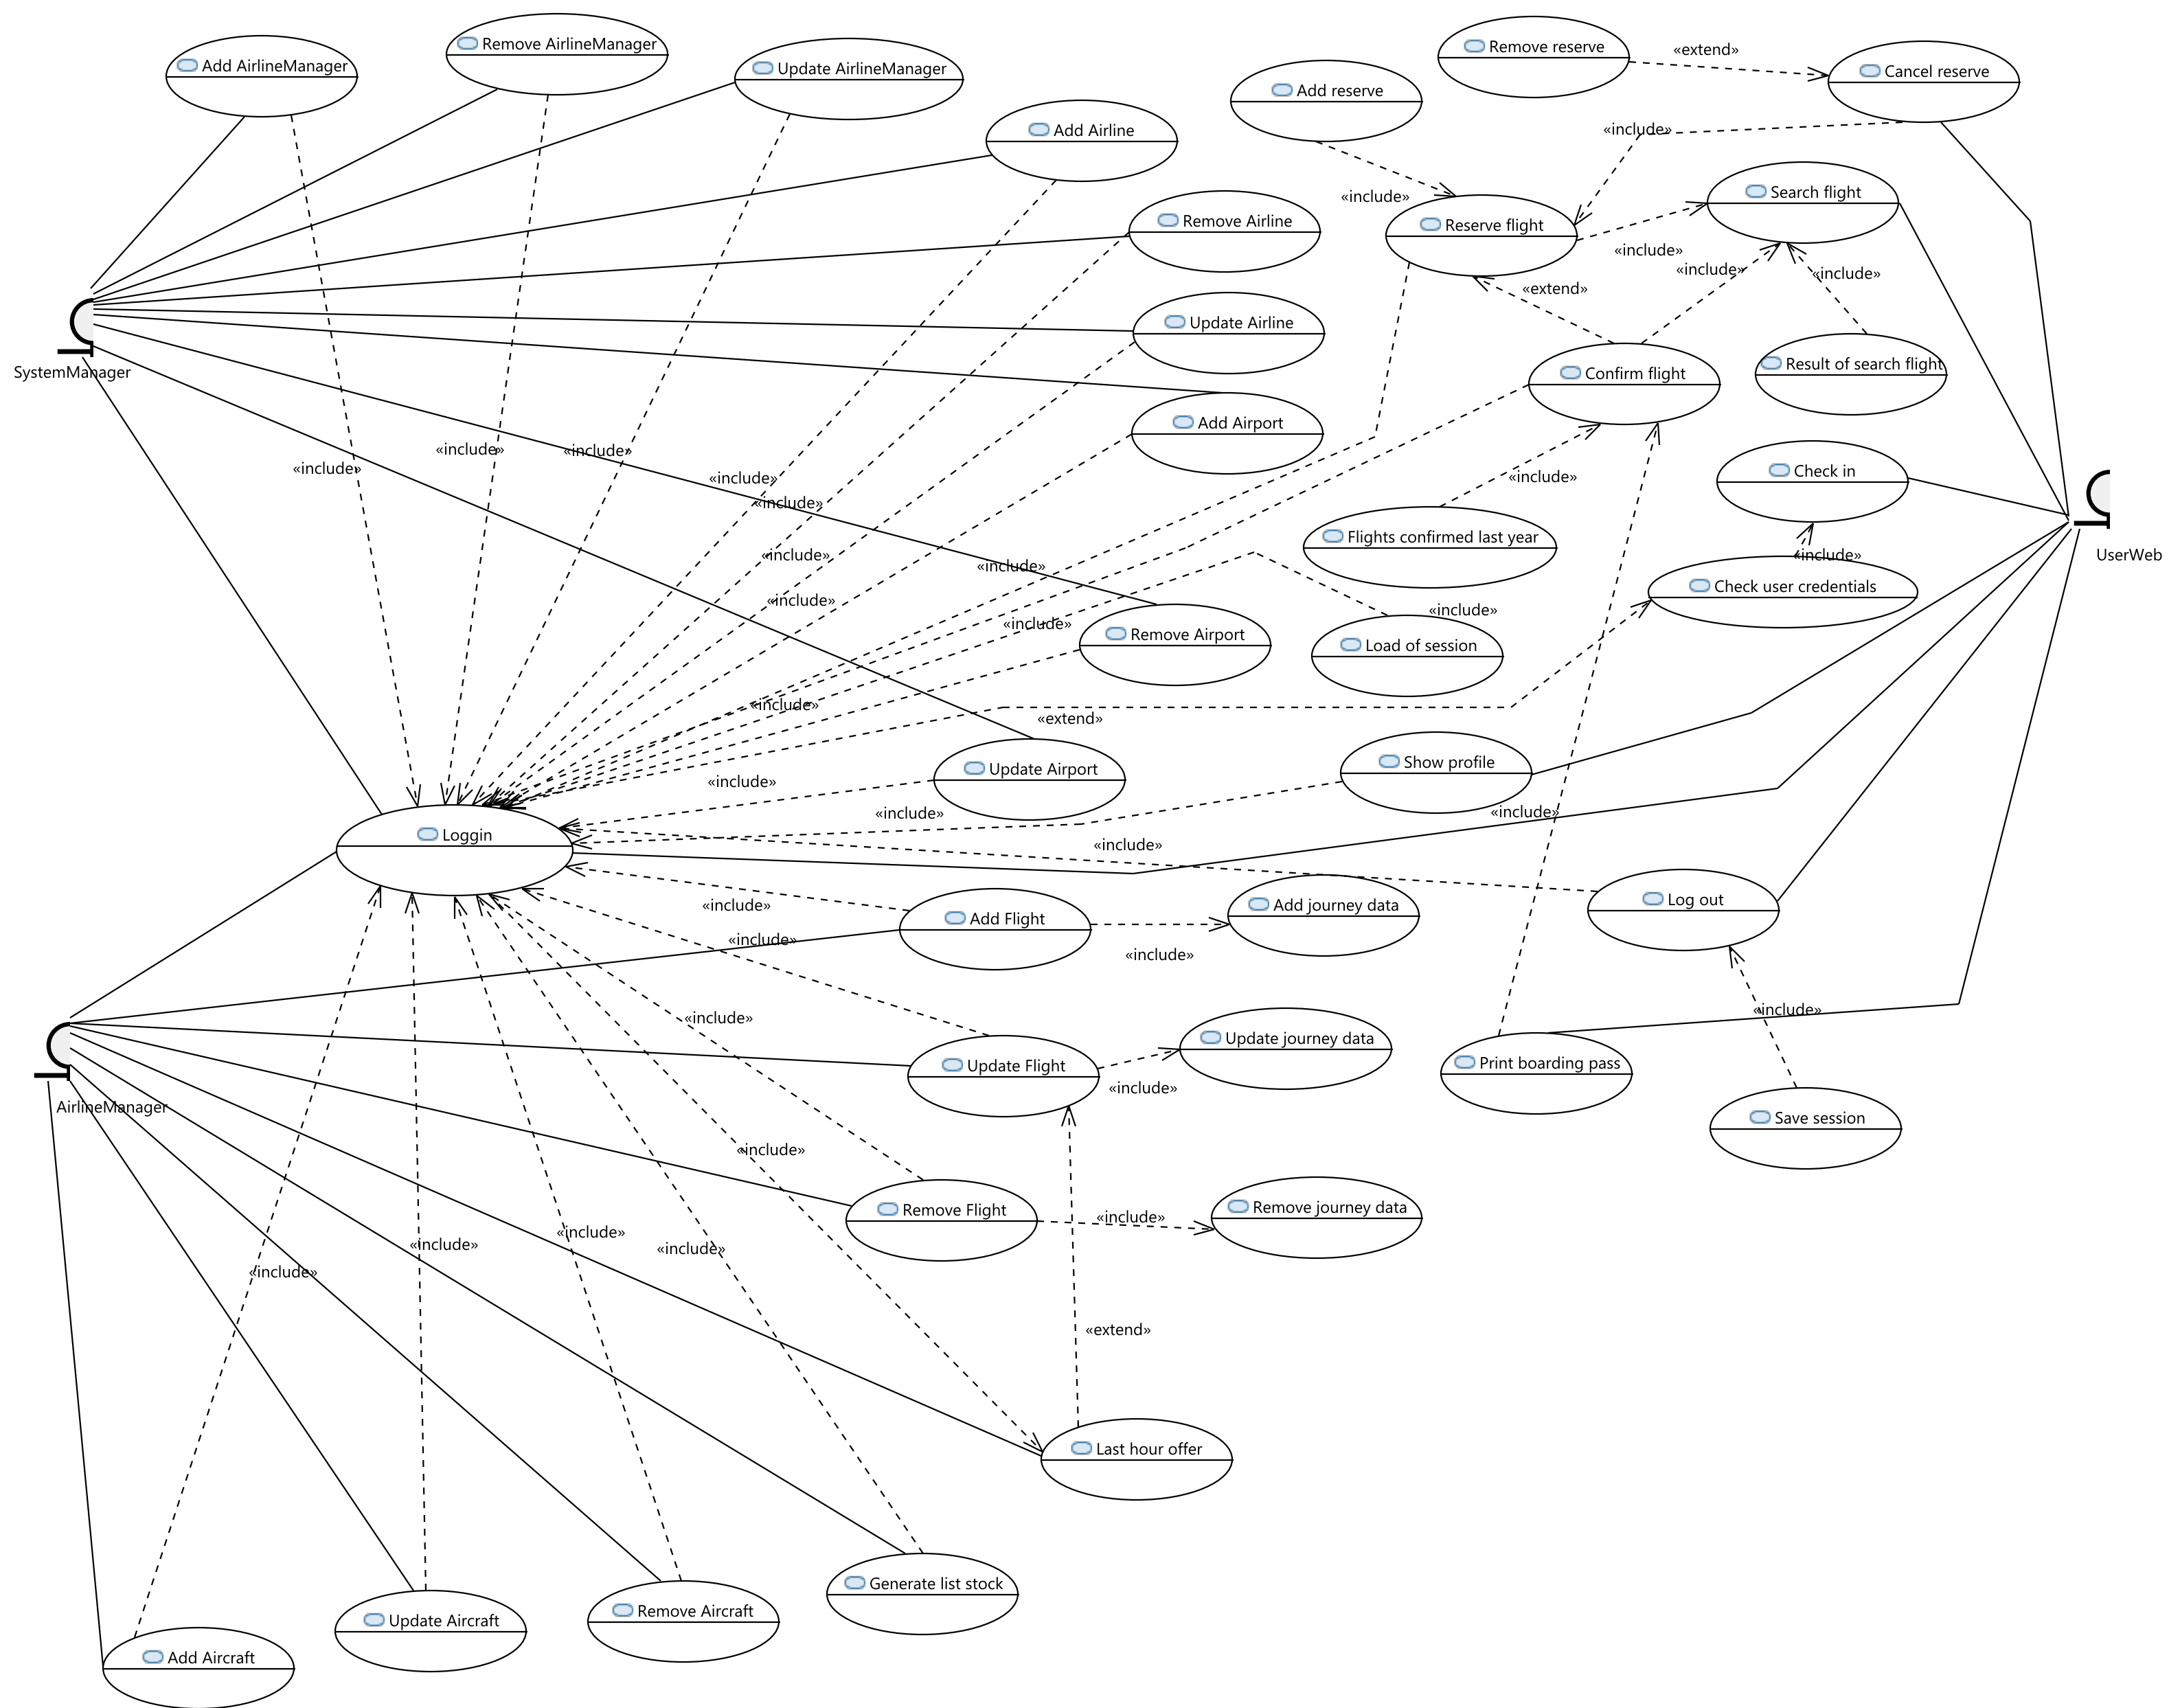 Remove AirlineManager
Add AirlineManager
Update AirlineManager
Remove reserve
«extend»
Cancel reserve
Add reserve
Add Airline
«include»
Search flight
«include»
Remove Airline
Reserve flight
«include»
«include»
«include»
«extend»
Update Airline
Result of search flight
SystemManager
Confirm flight
Add Airport
«include»
«include»
«include»
Check in
«include»
«include»
«include»
Flights confirmed last year
«include»
«include»
UserWeb
«include»
Check user credentials
«include»
«include»
«include»
Remove Airport
Load of session
«include»
«extend»
Update Airport
Show profile
«include»
«include»
«include»
Loggin
«include»
Log out
«include»
Add Flight
Add journey data
«include»
«include»
«include»
«include»
Update Flight
Update journey data
Print boarding pass
«include»
AirlineManager
Save session
«include»
Remove Flight
Remove journey data
«include»
«include»
«include»
«include»
«include»
«extend»
Last hour offer
Generate list stock
Remove Aircraft
Update Aircraft
Add Aircraft